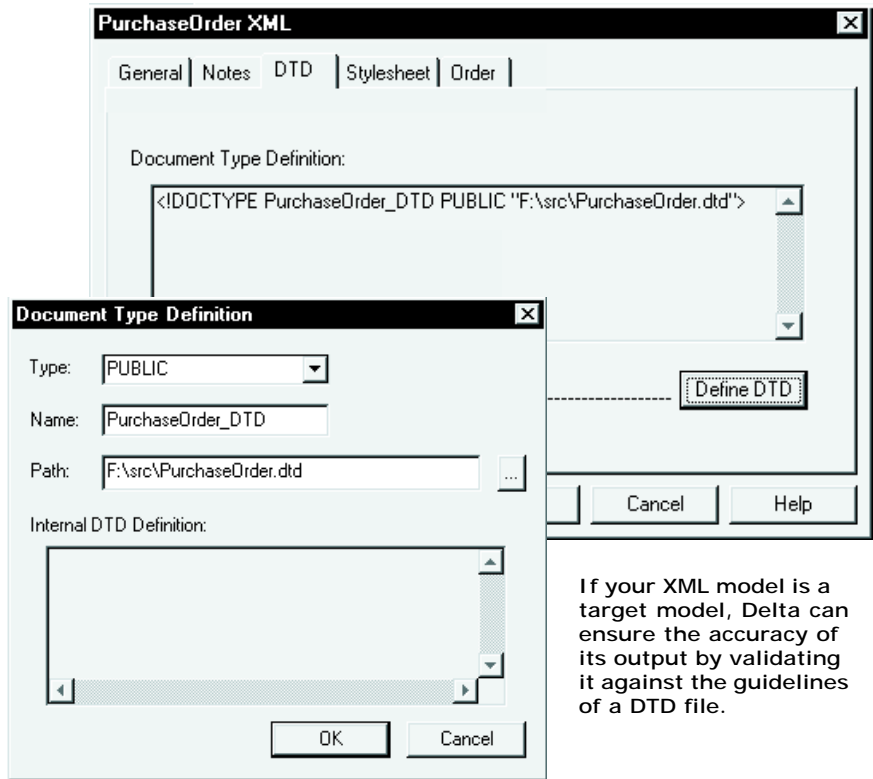 PurchaseOrder XML
General Notes DTD Stylesheet Order
Document Type Definition:
<!DOCTYPE PurchaseOrder_DTD PUBLIC "F:\src\PurchaseOrder.dtd">
Define DTD
Cancel Help
Document Type Definition
Type: PUBLIC
Name: PurchaseOrder_DTD
Path: F:\src\PurchaseOrder.dtd ...
Internal DTD Definition:
OK Cancel
If your XML model is a
target model, Delta can
ensure the accuracy of
its output by validating
it against the guidelines
of a DTD file.